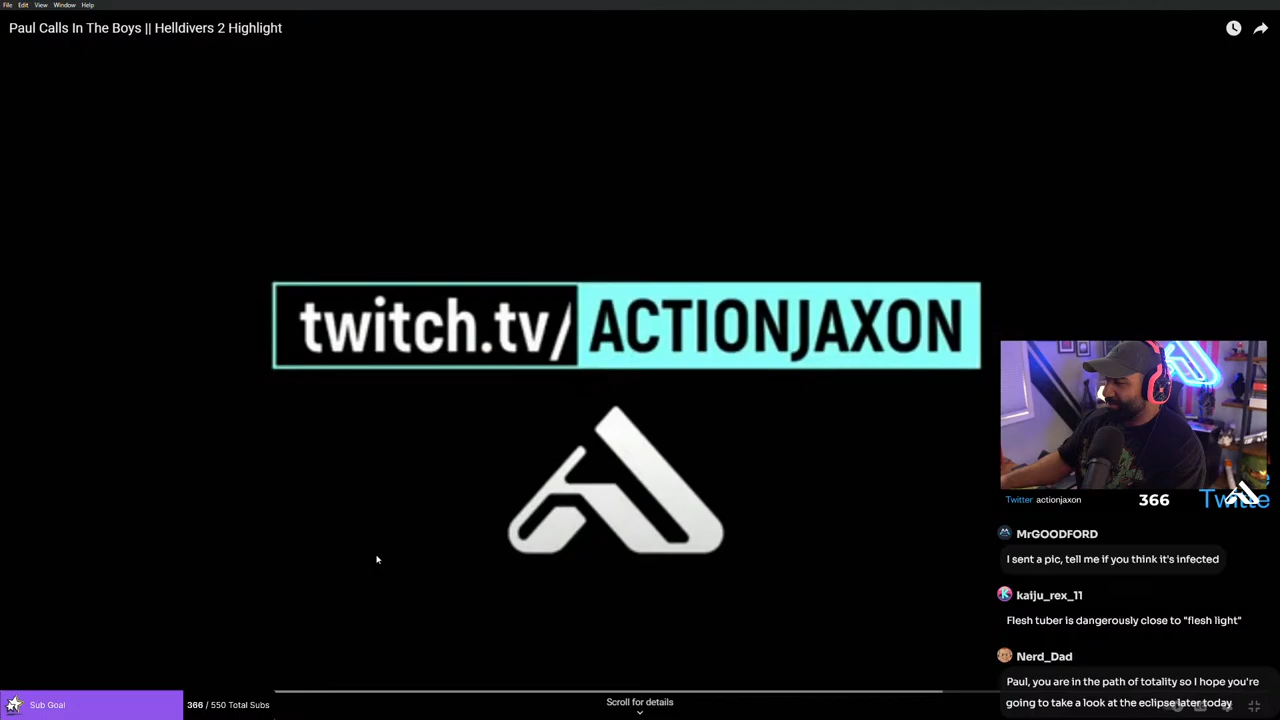 File Edit View Window Help
Paul Calls In The Boys || Helldivers 2 Highlight
twitch.tv/ACTIONJAXON
Twitter actionjaxon
366
Twitte
MrGOODFORD
I sent a pic, tell me if you think it's infected
kaiju_rex_11
Flesh tuber is dangerously close to "flesh light"
Nerd_Dad
Paul, you are in the path of totality so I hope you're
going to take a look at the eclipse later today
Sub Goal
366 / 550 Total Subs
Scroll for details